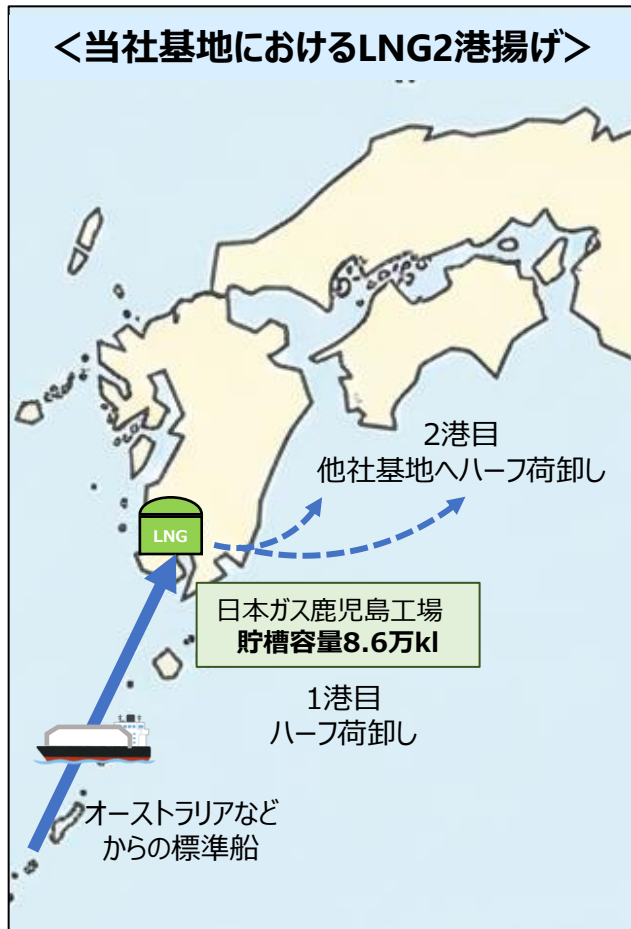 ＜当社基地におけるLNG2港揚げ＞
2港目
他社基地へハーフ荷卸し
LNG
日本ガス鹿児島工場
貯槽容量8.6万kl
1港目
ハーフ荷卸し
オーストラリアなど
からの標準船